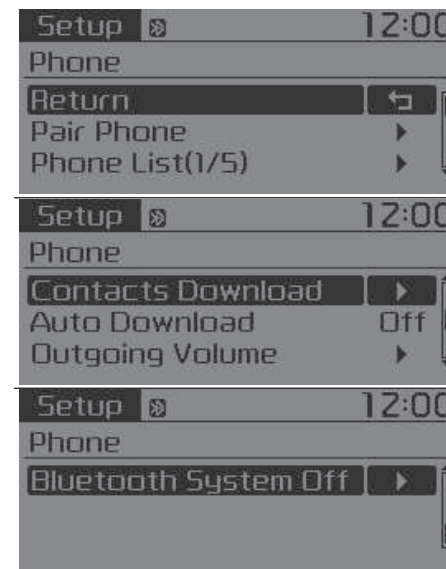 Setup 12:00
Phone
Return
Pair Phone
Phone List(1/5)
Setup 12:00
Phone
Contacts Download
Auto Download Off
Outgoing Volume
Setup 12:00
Phone
Bluetooth System Off